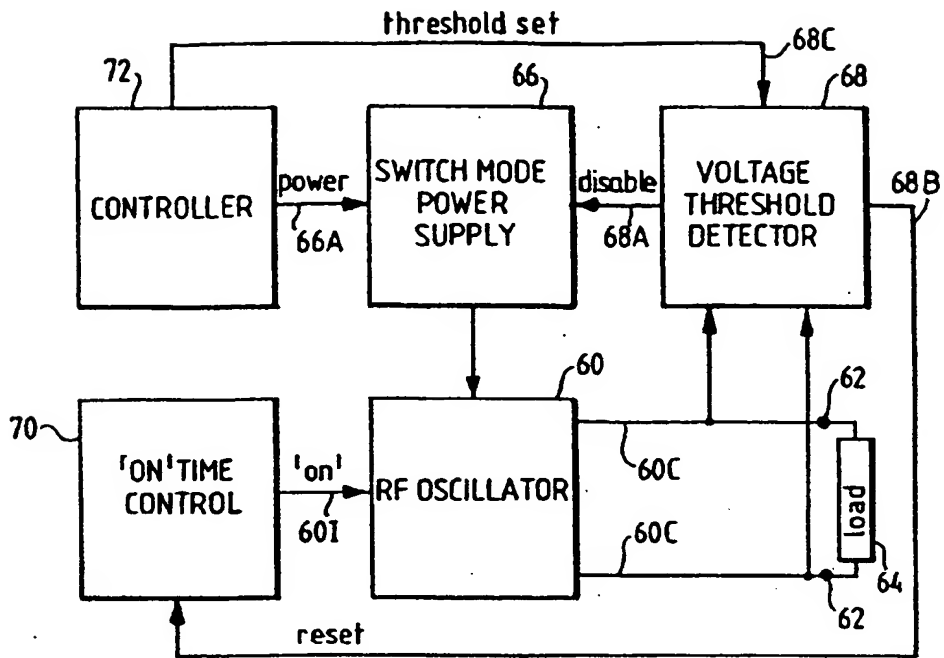 threshold set
68C
72
66
68
CONTROLLER
power
66A
SWITCH MODE
POWER
SUPPLY
disable
68A
VOLTAGE
THRESHOLD
DETECTOR
68B
60
62
70
'ON' TIME
CONTROL
'on'
60I
RF OSCILLATOR
60C
60C
load
64
62
reset